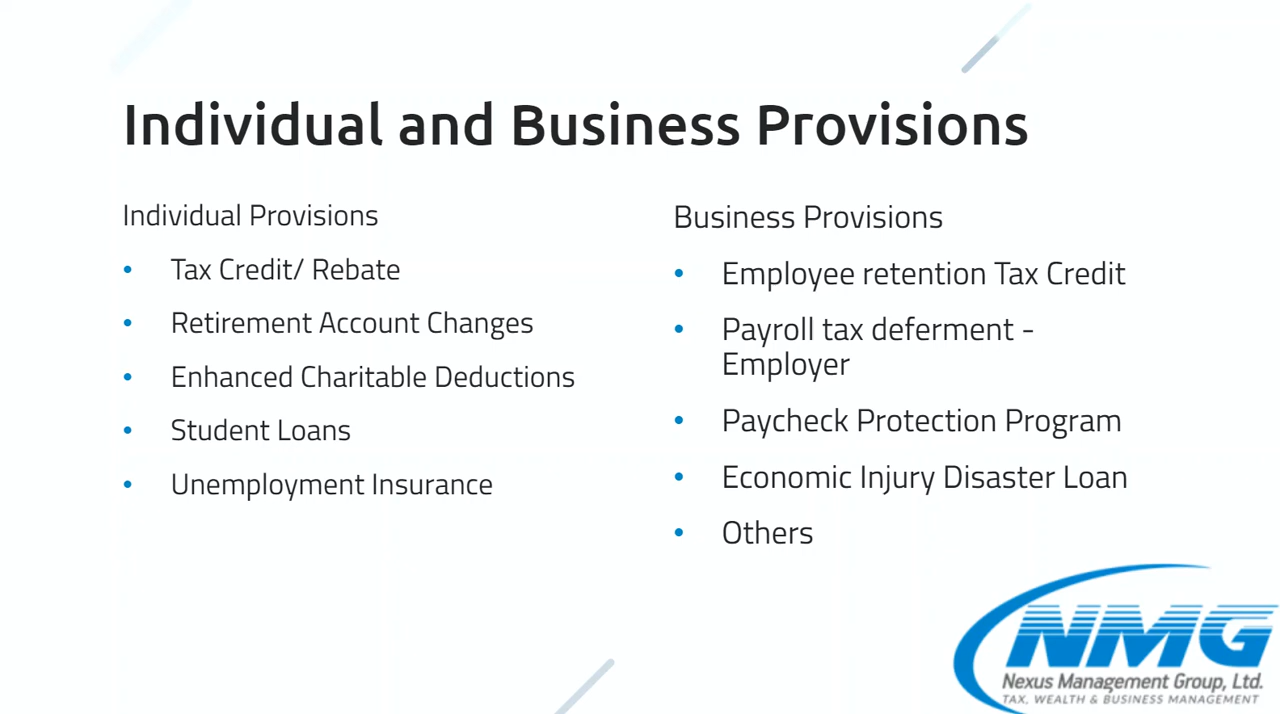 Individual and Business Provisions
Individual Provisions
• Tax Credit/ Rebate
• Retirement Account Changes
• Enhanced Charitable Deductions
• Student Loans
• Unemployment Insurance
Business Provisions
• Employee retention Tax Credit
• Payroll tax deferment -
Employer
• Paycheck Protection Program
• Economic Injury Disaster Loan
• Others
NMG
Nexus Management Group, Ltd.
TAX, WEALTH & BUSINESS MANAGEMENT